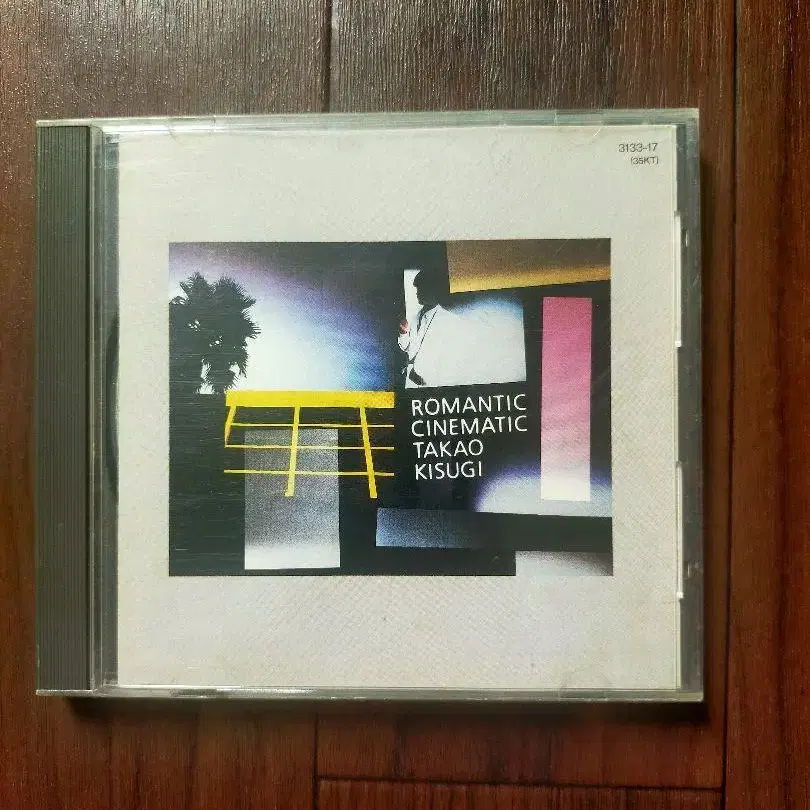 3133-17
(35KT)
ROMANTIC
CINEMATIC
TAKAO
KISUGI